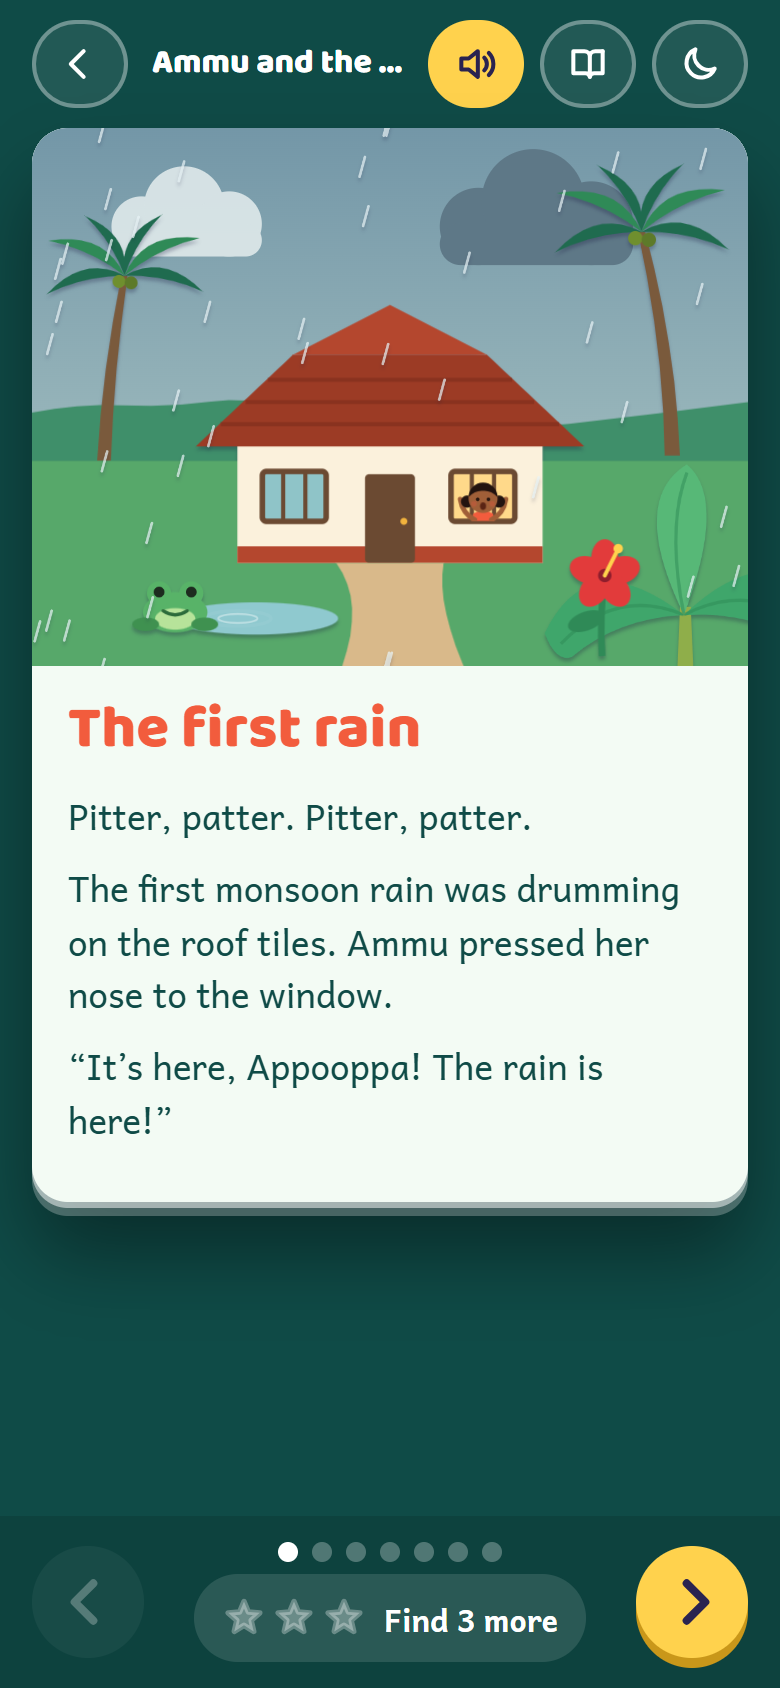 Ammu and the ...
The first rain
Pitter, patter. Pitter, patter.
The first monsoon rain was drumming
on the roof tiles. Ammu pressed her
nose to the window.
“It’s here, Appooppa! The rain is
here!”
Find 3 more